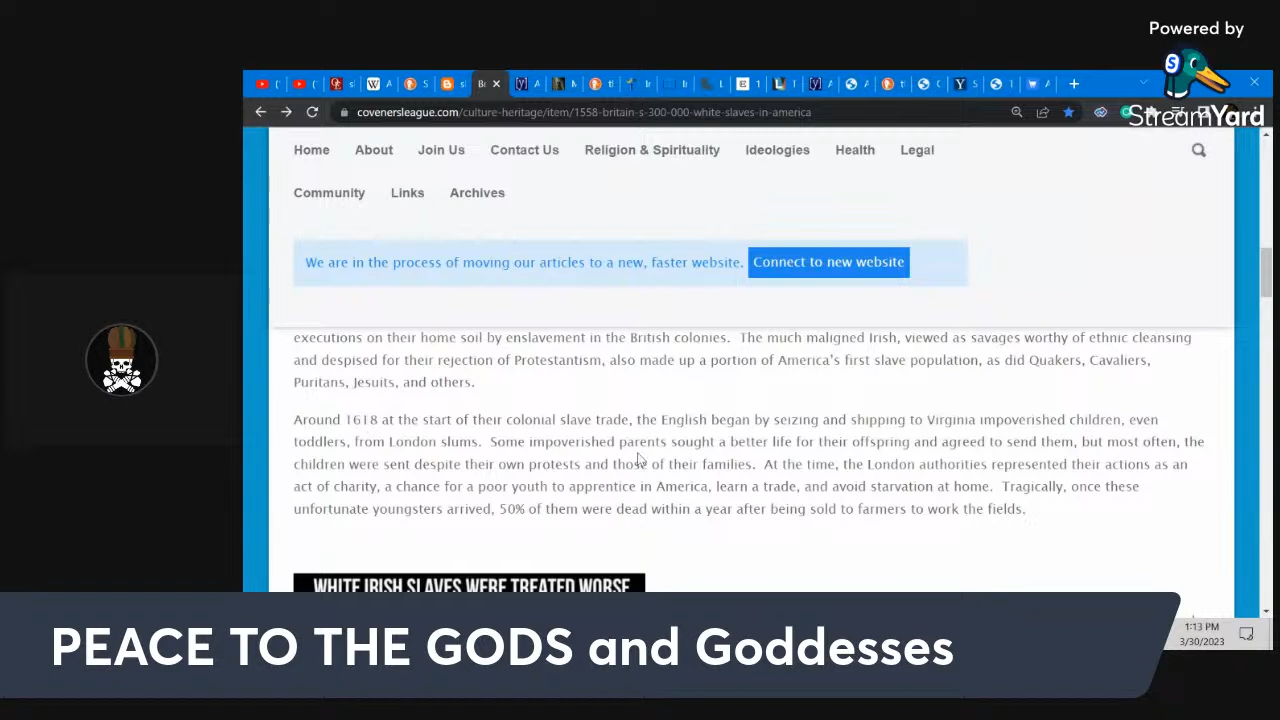 Powered by
StreamYard
covenersleague.com/culture-heritage/item/1558-britain-s-300-000-white-slaves-in-america
Home About Join Us Contact Us Religion & Spirituality Ideologies Health Legal
Community Links Archives
We are in the process of moving our articles to a new, faster website. Connect to new website
executions on their home soil by enslavement in the British colonies. The much maligned Irish, viewed as savages worthy of ethnic cleansing
and despised for their rejection of Protestantism, also made up a portion of America's first slave population, as did Quakers, Cavaliers,
Puritans, Jesuits, and others.
Around 1618 at the start of their colonial slave trade, the English began by seizing and shipping to Virginia impoverished children, even
toddlers, from London slums. Some impoverished parents sought a better life for their offspring and agreed to send them, but most often, the
children were sent despite their own protests and those of their families. At the time, the London authorities represented their actions as an
act of charity, a chance for a poor youth to apprentice in America, learn a trade, and avoid starvation at home. Tragically, once these
unfortunate youngsters arrived, 50% of them were dead within a year after being sold to farmers to work the fields.
WHITE IRISH SLAVES WERE TREATED WORSE
1:13 PM
3/30/2023
PEACE TO THE GODS and Goddesses